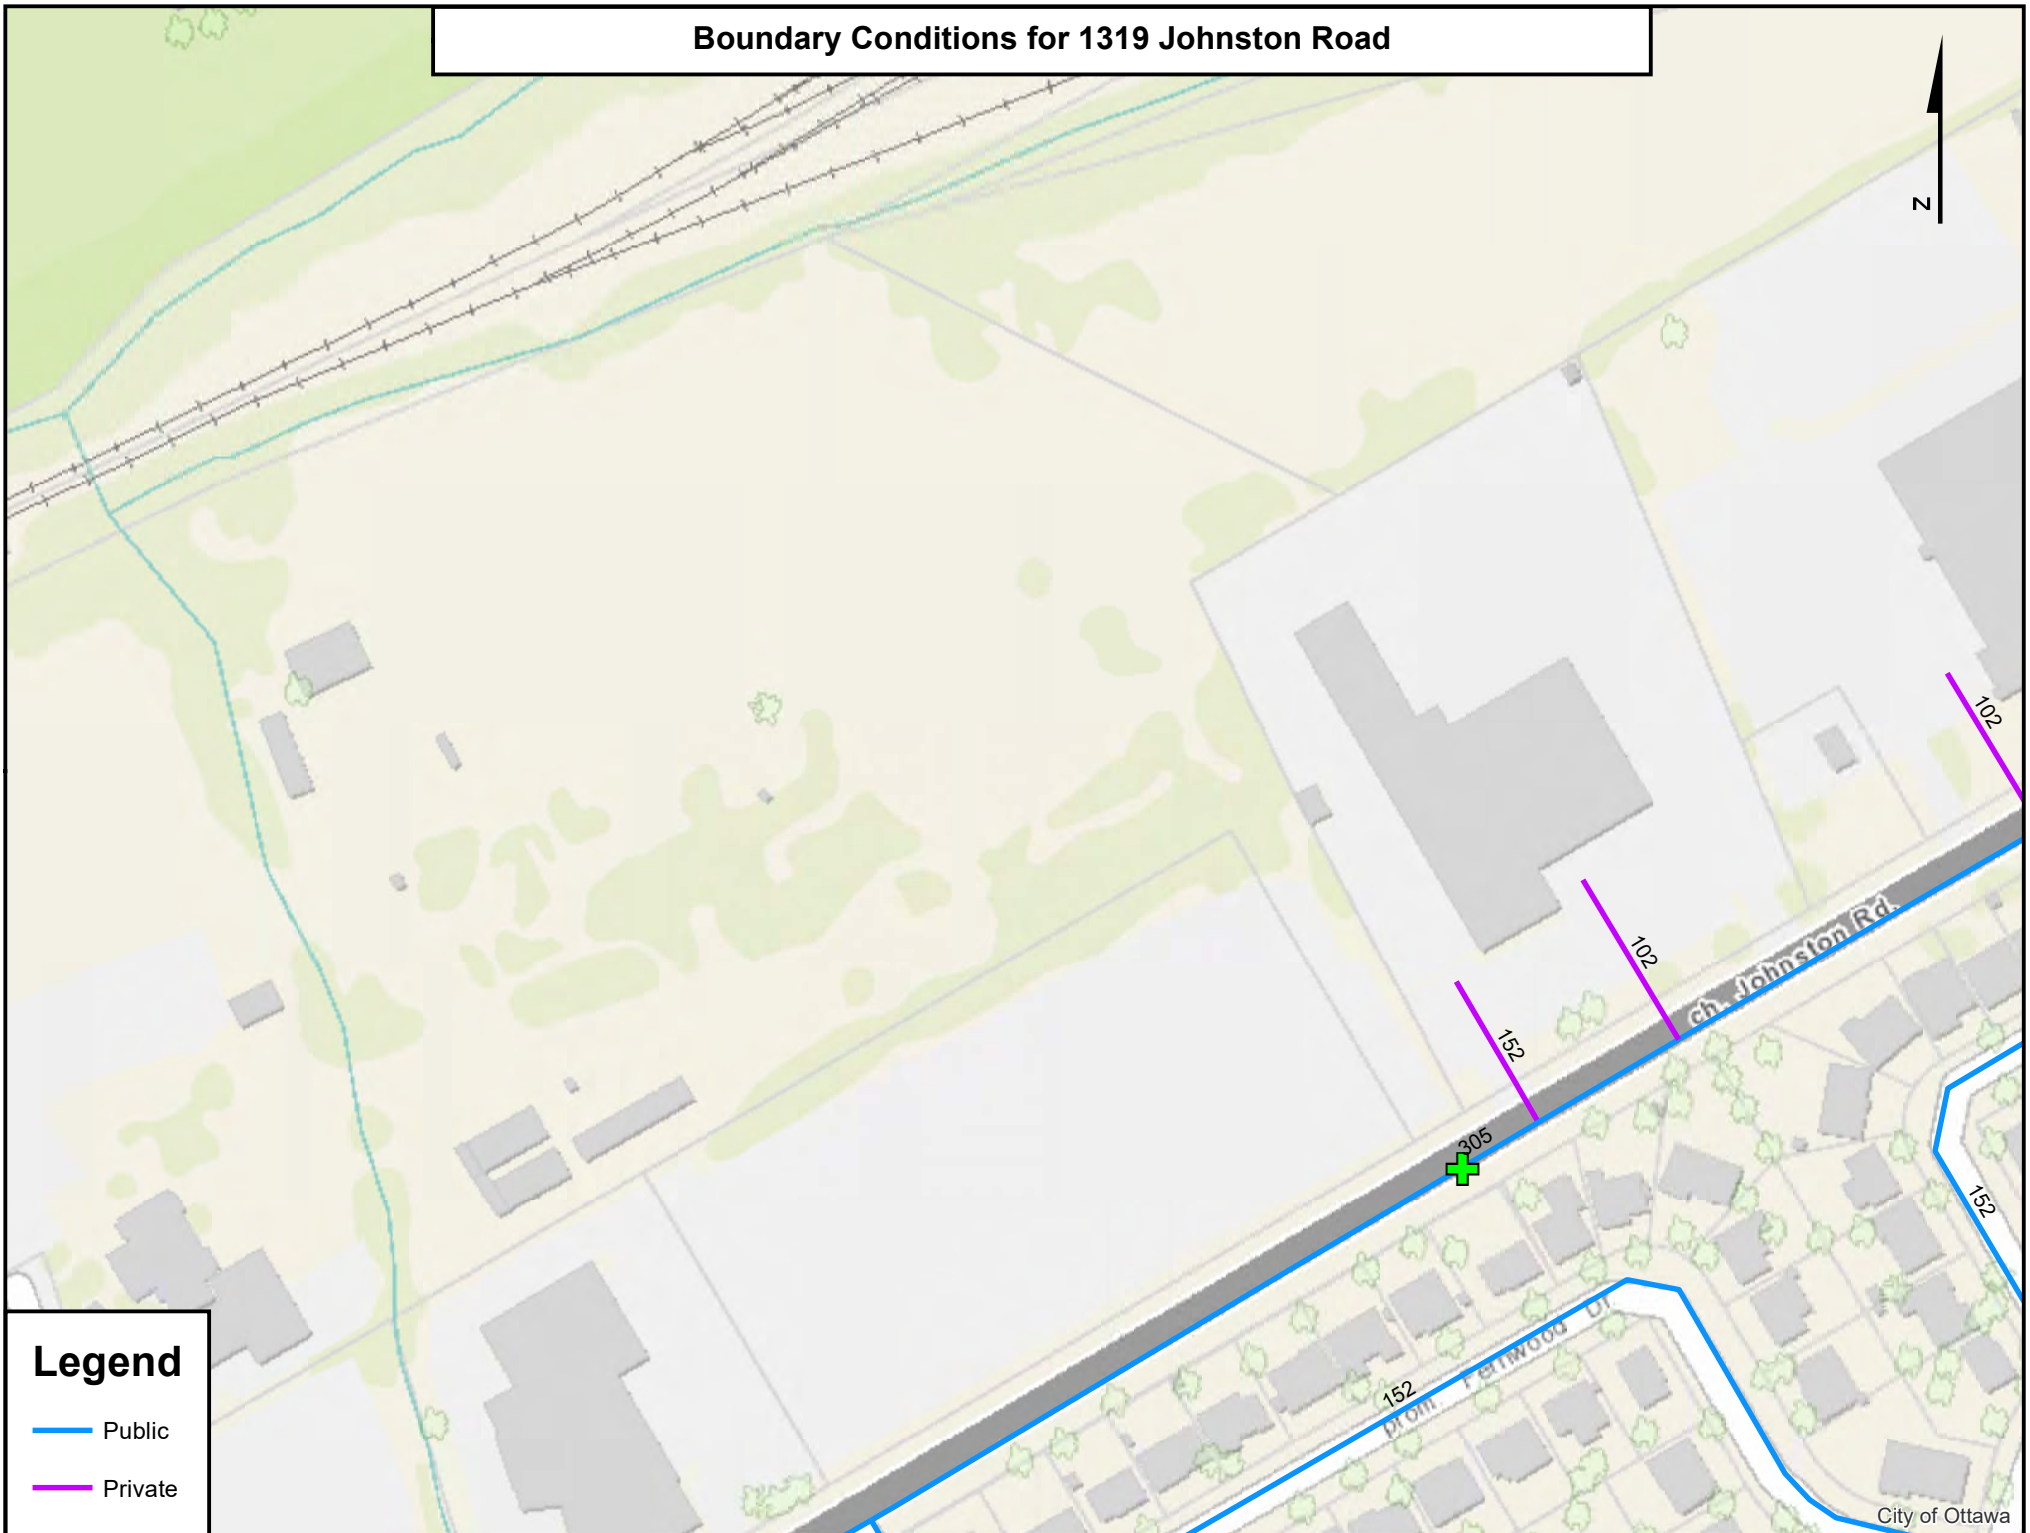 Boundary Conditions for 1319 Johnston Road
N
102
102
ch. Johnston Rd.
152
305
152
prom. Fernwood Dr.
152
Legend
Public
Private
City of Ottawa